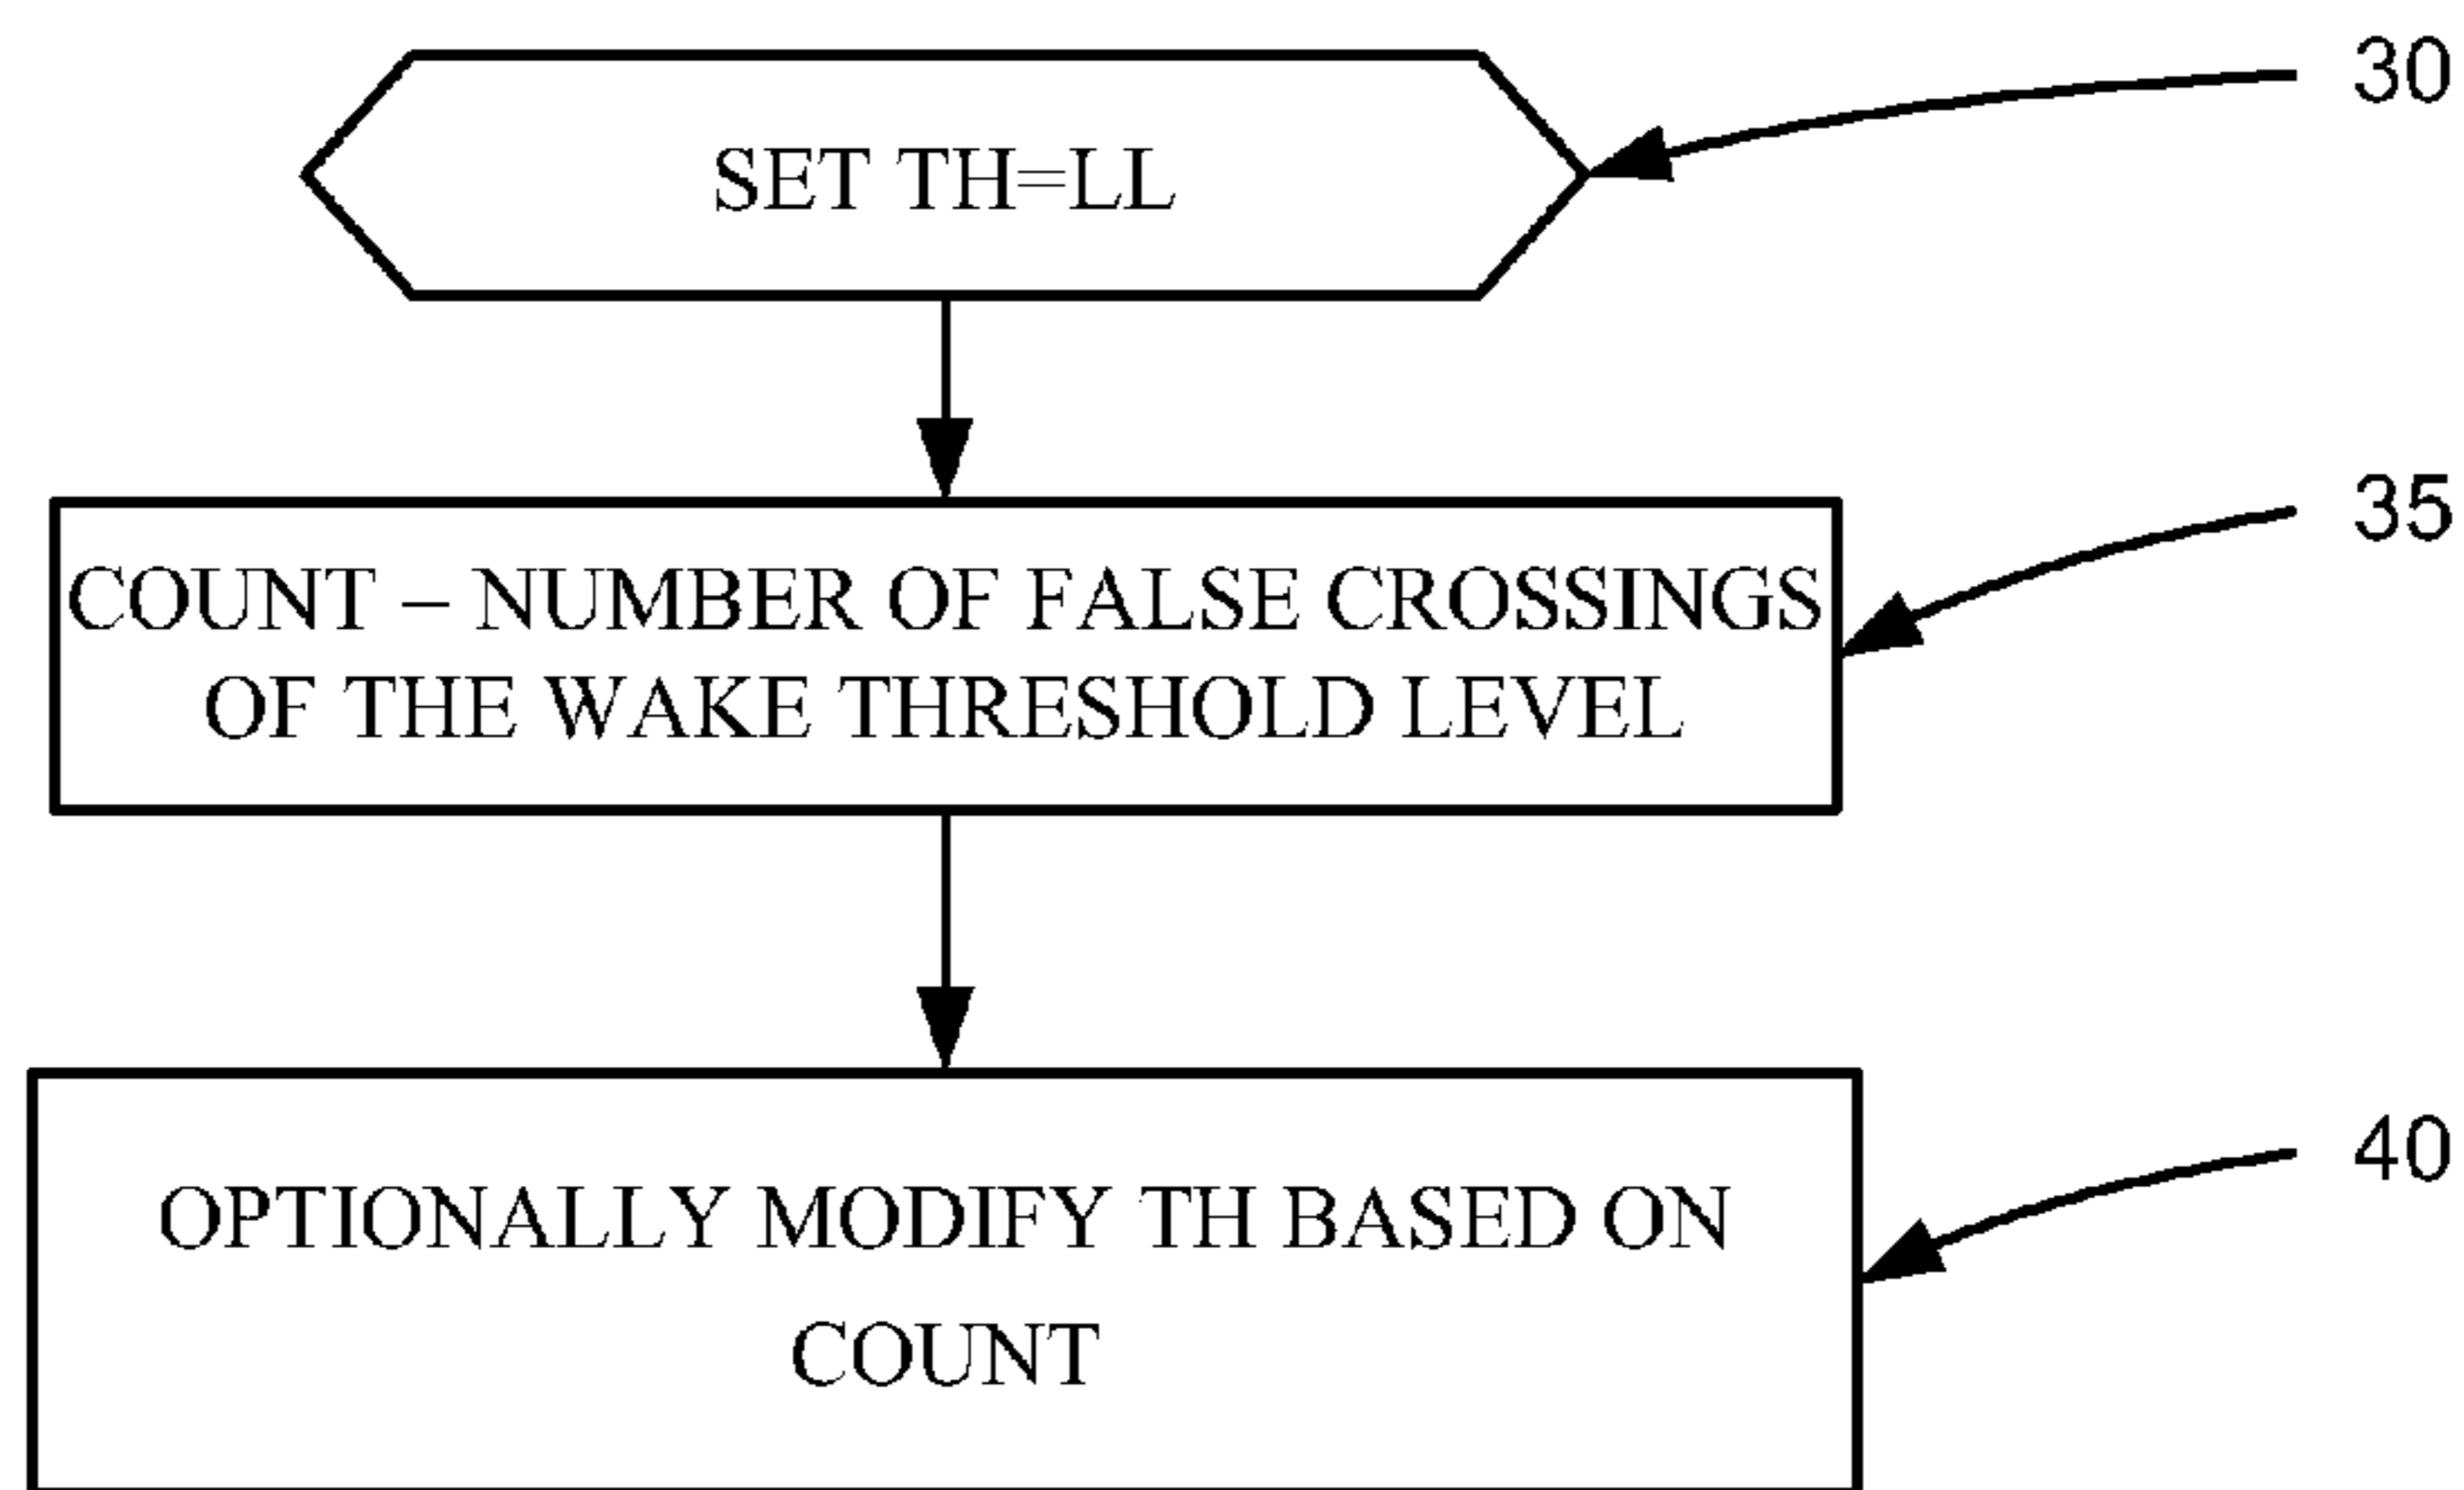 SET TH=LL
30
COUNT – NUMBER OF FALSE CROSSINGS
OF THE WAKE THRESHOLD LEVEL
35
OPTIONALLY MODIFY TH BASED ON
COUNT
40